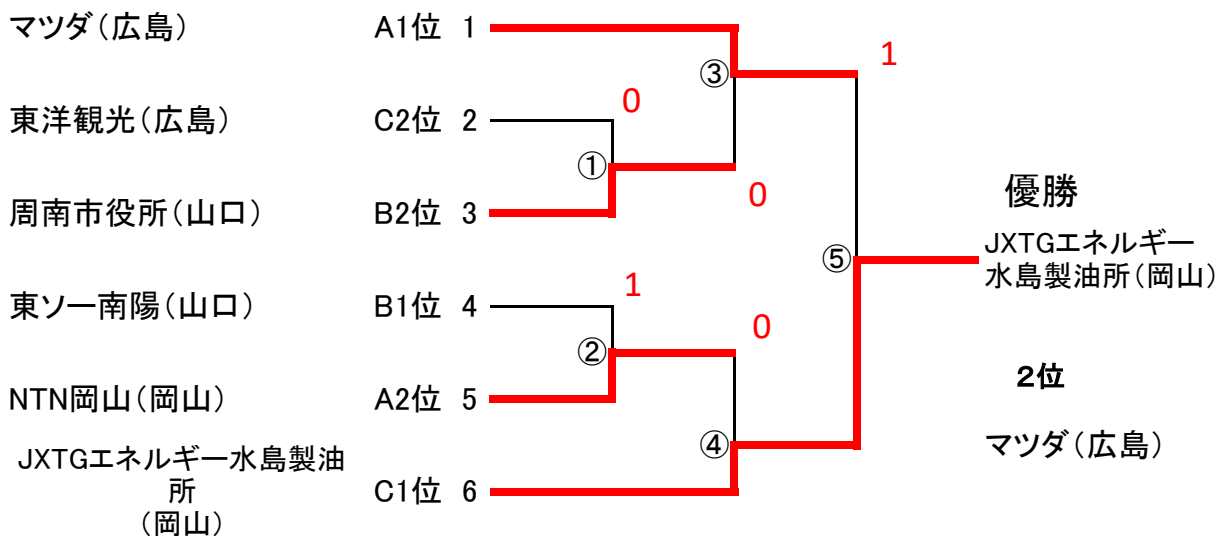 マツダ（広島） A1位 1
1
③
0
東洋観光（広島） C2位 2
①
0
周南市役所（山口） B2位 3
優勝
⑤
JXTGエネルギー
水島製油所（岡山）
1
東ソー南陽（山口） B1位 4
0
②
2位
NTN岡山（岡山） A2位 5
④
マツダ（広島）
JXTGエネルギー水島製油
所
（岡山）
C1位 6